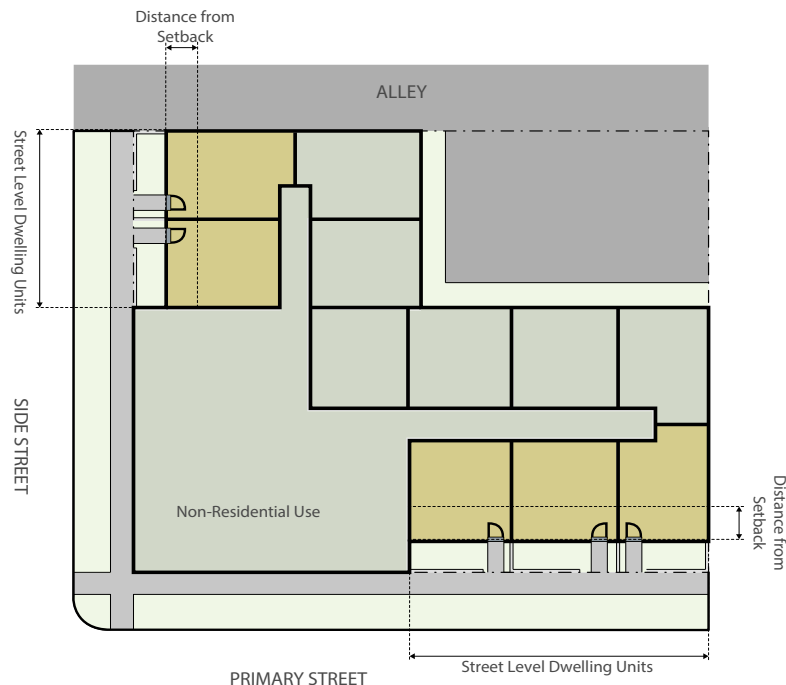 Distance from
Setback
ALLEY
Street Level Dwelling Units
SIDE STREET
Non-Residential Use
Distance from
Setback
Street Level Dwelling Units
PRIMARY STREET